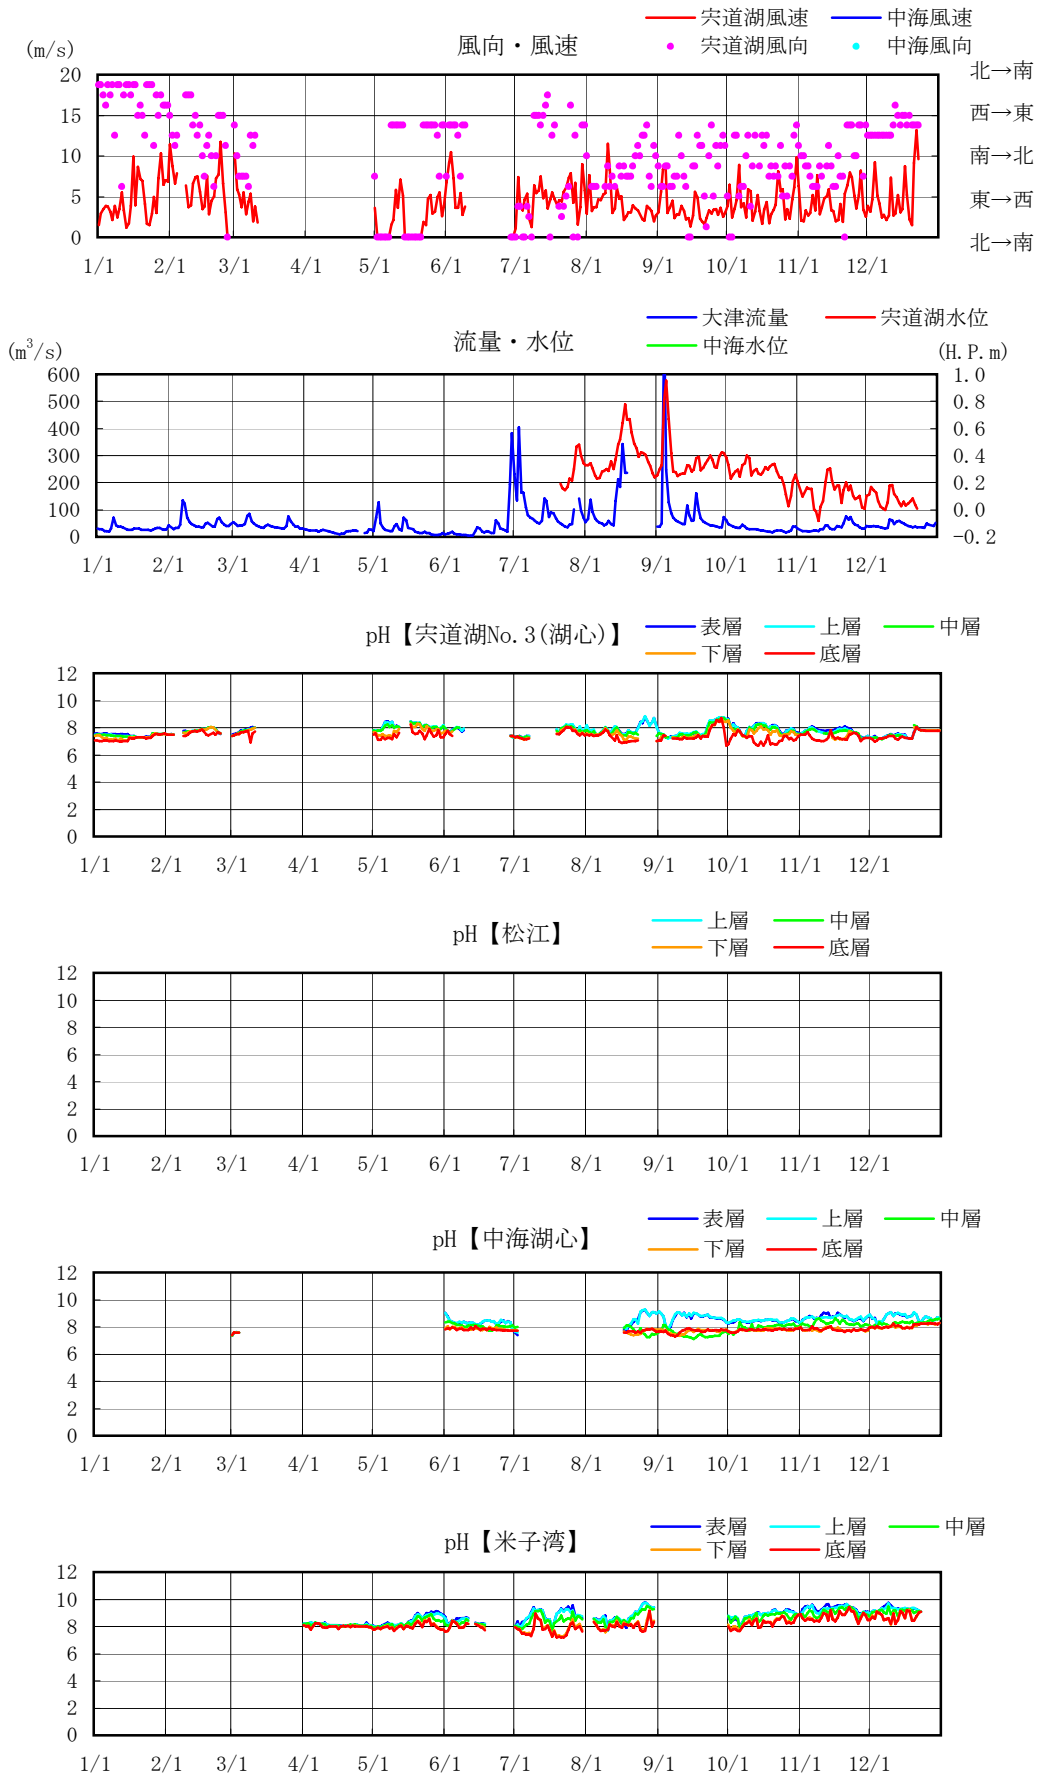 宍道湖風速 中海風速
宍道湖風向 中海風向
風向・風速
(m/s)
20
15
10
5
0
北→南
西→東
南→北
東→西
北→南
1/1 2/1 3/1 4/1 5/1 6/1 7/1 8/1 9/1 10/1 11/1 12/1
大津流量 宍道湖水位
中海水位
流量・水位
(m³/s)
(H.P.m)
600
500
400
300
200
100
0
1.0
0.8
0.6
0.4
0.2
0.0
-0.2
1/1 2/1 3/1 4/1 5/1 6/1 7/1 8/1 9/1 10/1 11/1 12/1
pH【宍道湖No.3(湖心)】
表層 上層 中層
下層 底層
12
10
8
6
4
2
0
1/1 2/1 3/1 4/1 5/1 6/1 7/1 8/1 9/1 10/1 11/1 12/1
pH【松江】
上層 中層
下層 底層
12
10
8
6
4
2
0
1/1 2/1 3/1 4/1 5/1 6/1 7/1 8/1 9/1 10/1 11/1 12/1
pH【中海湖心】
表層 上層 中層
下層 底層
12
10
8
6
4
2
0
1/1 2/1 3/1 4/1 5/1 6/1 7/1 8/1 9/1 10/1 11/1 12/1
pH【米子湾】
表層 上層 中層
下層 底層
12
10
8
6
4
2
0
1/1 2/1 3/1 4/1 5/1 6/1 7/1 8/1 9/1 10/1 11/1 12/1